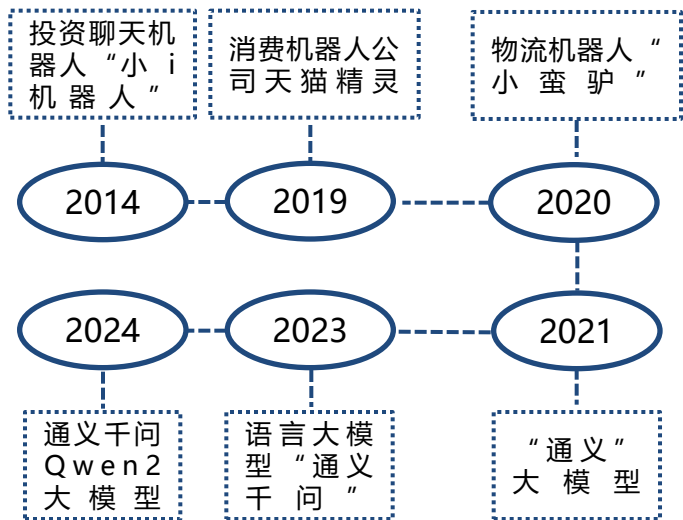 投资聊天机
器人“小i
机器人”
消费机器人公
司天猫精灵
物流机器人“
小蛮驴”
2014
2019
2020
2024
2023
2021
通义千问
Qwen2
大模型
语言大模
型“通义
千问”
“通义”
大模型